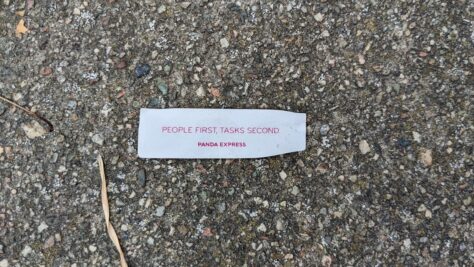 PEOPLE FIRST, TASKS SECOND.
PANDA EXPRESS